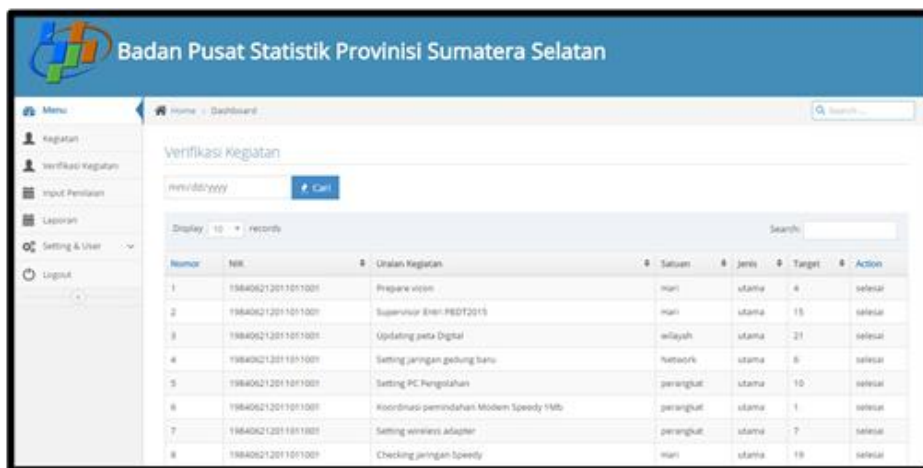 Badan Pusat Statistik Provinisi Sumatera Selatan
Menu
Home > Dashboard
Search ...
Kegiatan
Verifikasi Kegiatan
Input Penilaian
Laporan
Setting & User
Logout
Verifikasi Kegiatan
mm/dd/yyyy Cari
Display 10 records Search:
Nomor NIK Uraian Kegiatan Satuan Jenis Target Action
1 198406212011011001 Prepare vicon Hari utama 4 selesai
2 198406212011011001 Supervisor Entri PBDT2015 Hari utama 15 selesai
3 198406212011011001 Updating peta Digital wilayah utama 21 selesai
4 198406212011011001 Setting jaringan gedung baru Network utama 6 selesai
5 198406212011011001 Setting PC Pengolahan perangkat utama 10 selesai
6 198406212011011001 Koordinasi pemindahan Modem Speedy 1Mb perangkat utama 1 selesai
7 198406212011011001 Setting wireless adapter perangkat utama 7 selesai
8 198406212011011001 Checking jaringan Speedy Hari utama 19 selesai